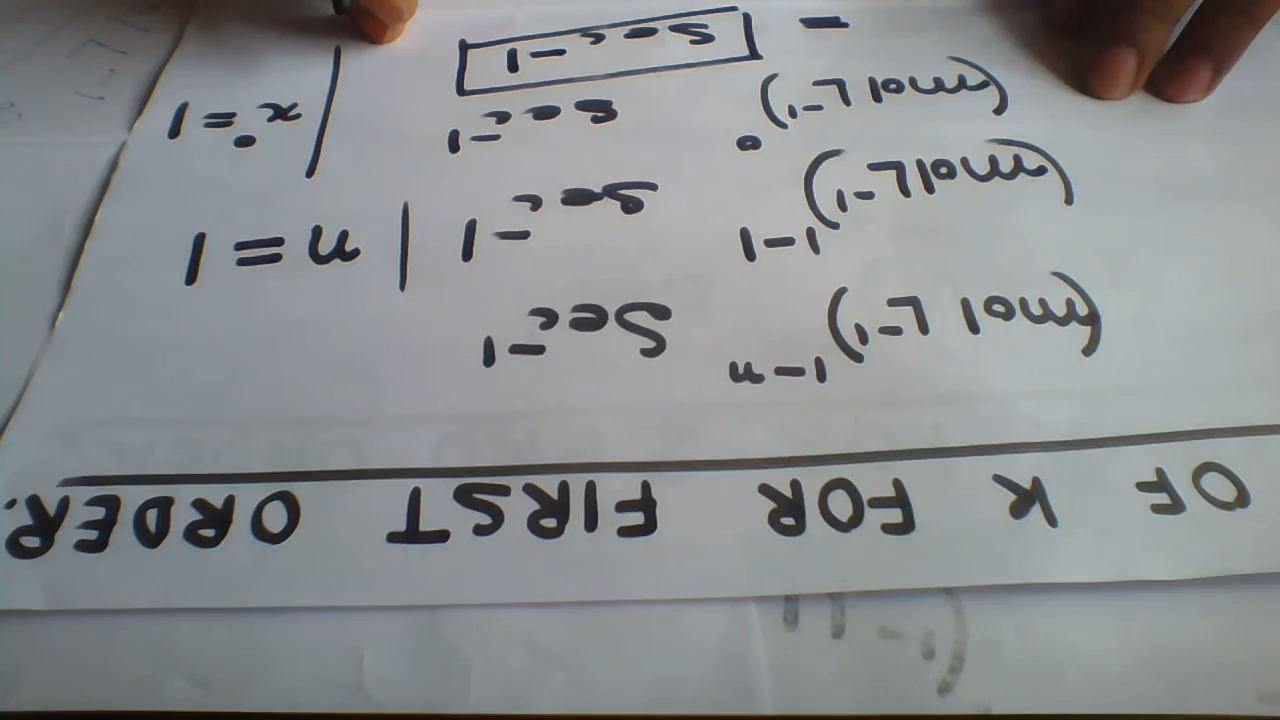 OF K FOR FIRST ORDER.
(mol L⁻¹)¹⁻ⁿ Sec⁻¹
(mol L⁻¹)¹⁻¹ Sec⁻¹ | n = 1
(mol L⁻¹)⁰ Sec⁻¹ | x° = 1
= Sec⁻¹